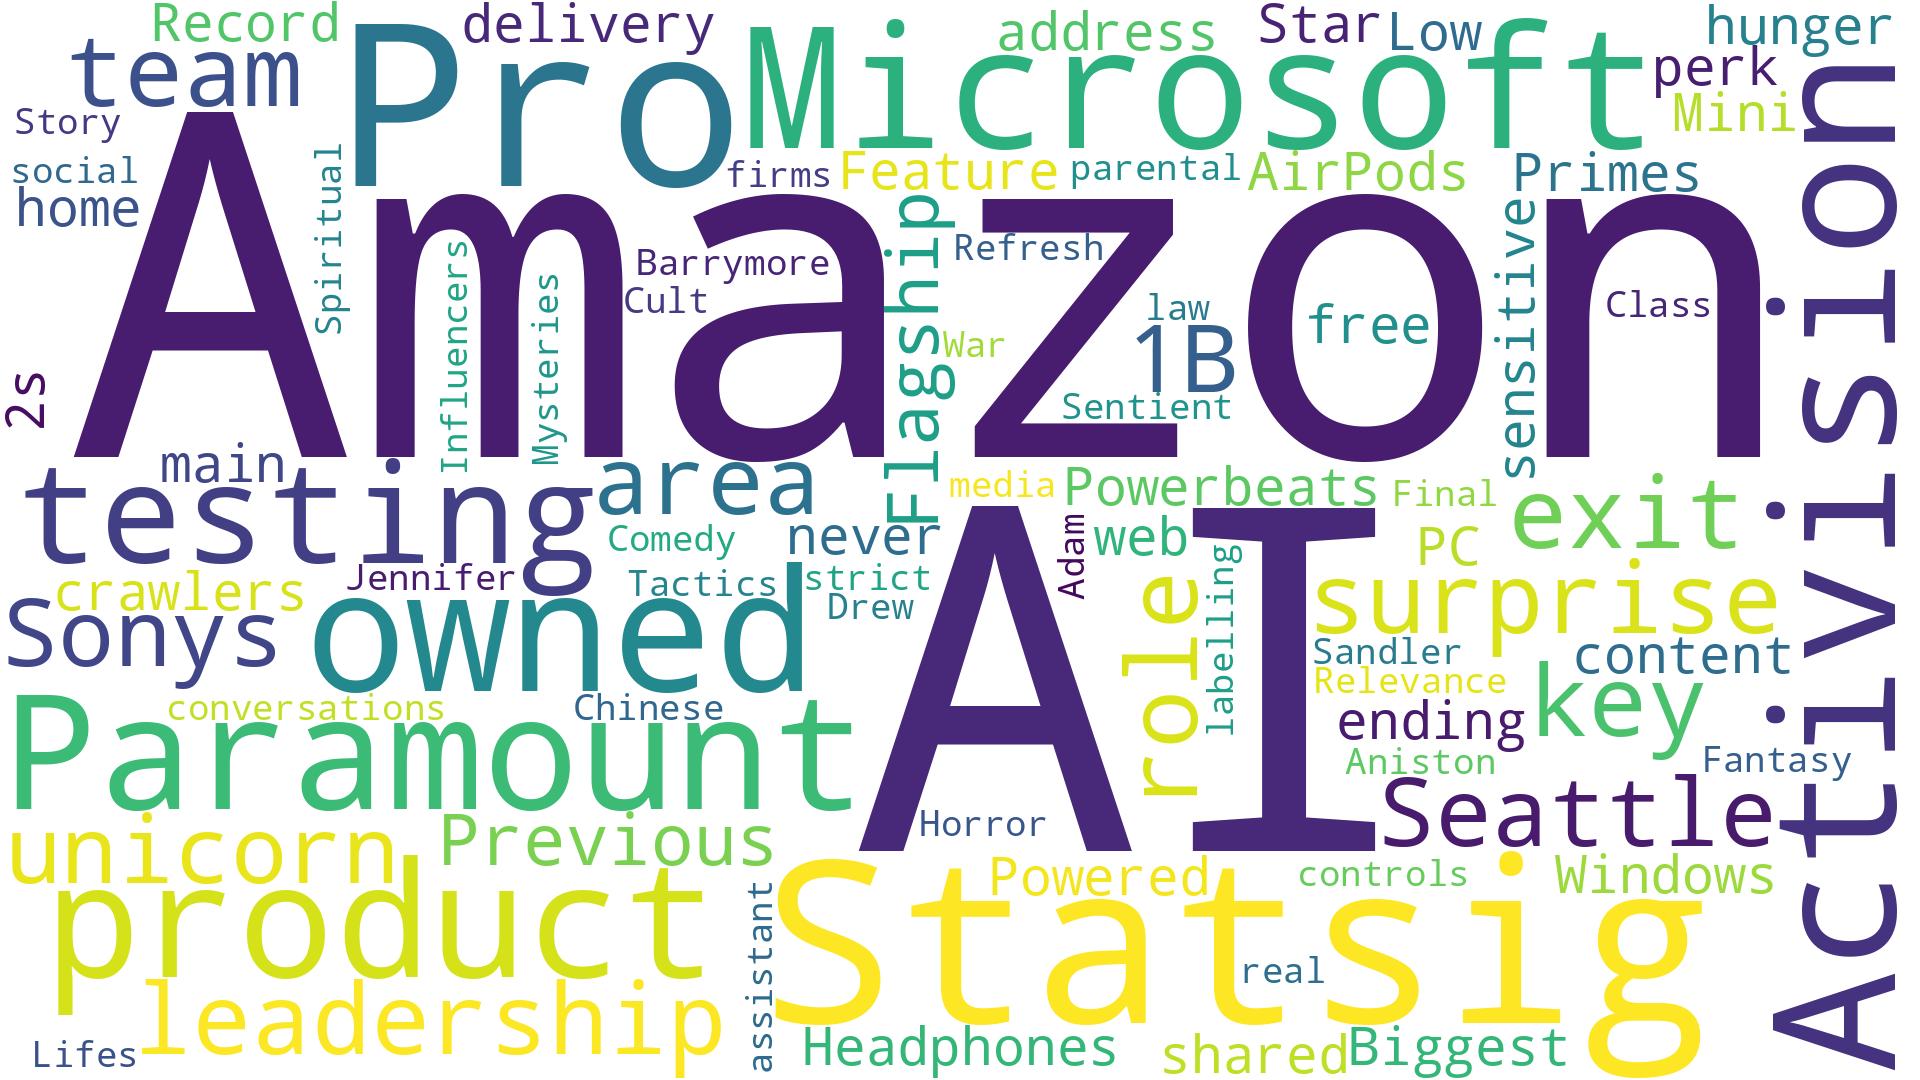 Record
delivery
address
Star
Low
hunger
team
Pro
Microsoft
perk
Mini
Story
firms
Feature
parental
AirPods
Primes
social
home
Spiritual
Amazon
Activision
Influencers
Mysteries
Barrymore
Cult
Flagship
Refresh
War
law
1B
Sentient
free
sensitive
Class
2s
main
testing
area
media
Powerbeats
Final
exit
Comedy
never
Adam
web
PC
crawlers
Jennifer
Tactics
strict
Drew
AI
role
labelling
surprise
Sonys
owned
Sandler
content
Relevance
key
conversations
Chinese
ending
Paramount
Aniston
Fantasy
Horror
Seattle
unicorn
Previous
Powered
controls
Windows
product
assistant
Statsig
real
leadership
Lifes
Headphones
shared
Biggest